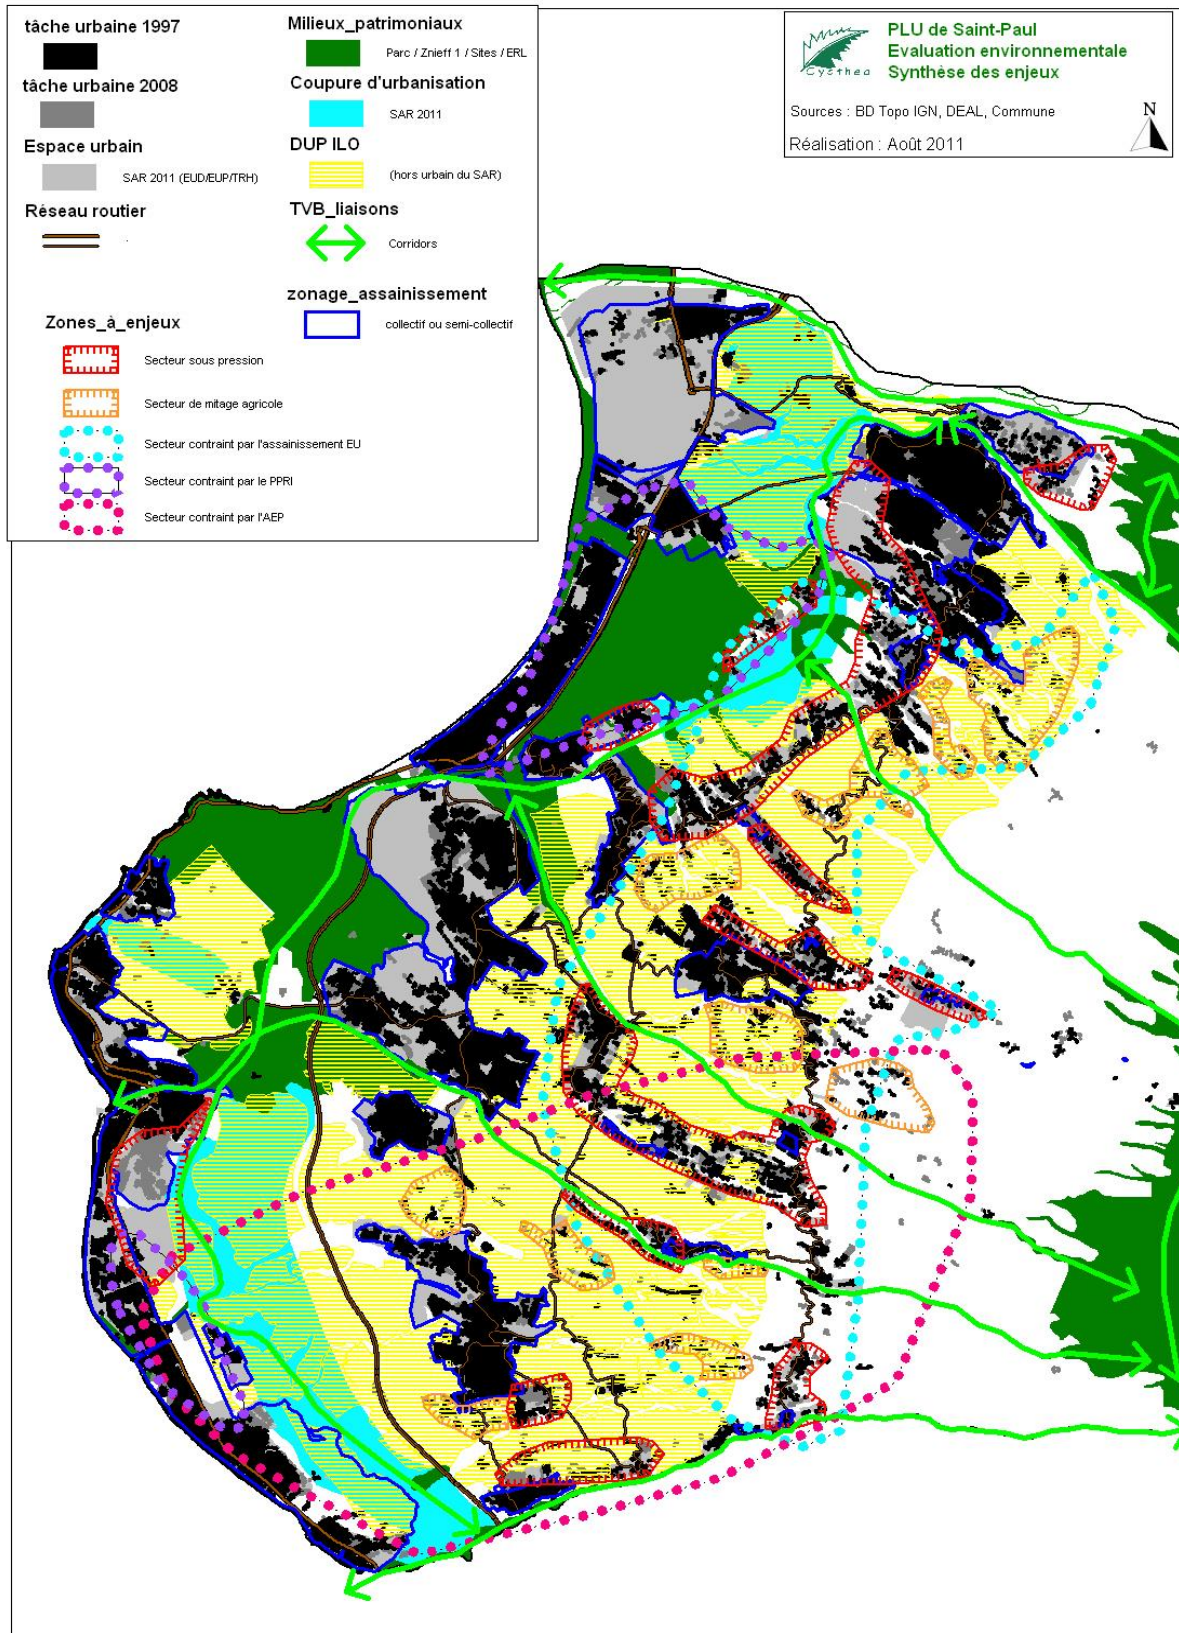 tâche urbaine 1997
tâche urbaine 2008
Espace urbain
SAR 2011 (EUD/EUP/TRH)
Réseau routier
Milieux_patrimoniaux
Parc / Znieff 1 / Sites / ERL
Coupure d'urbanisation
SAR 2011
DUP ILO
(hors urbain du SAR)
TVB_liaisons
Corridors
zonage_assainissement
collectif ou semi-collectif
Zones_à_enjeux
Secteur sous pression
Secteur de mitage agricole
Secteur contraint par l'assainissement EU
Secteur contraint par le PPRI
Secteur contraint par l'AEP
Cysthea
PLU de Saint-Paul
Evaluation environnementale
Synthèse des enjeux
Sources : BD Topo IGN, DEAL, Commune
Réalisation : Août 2011
N